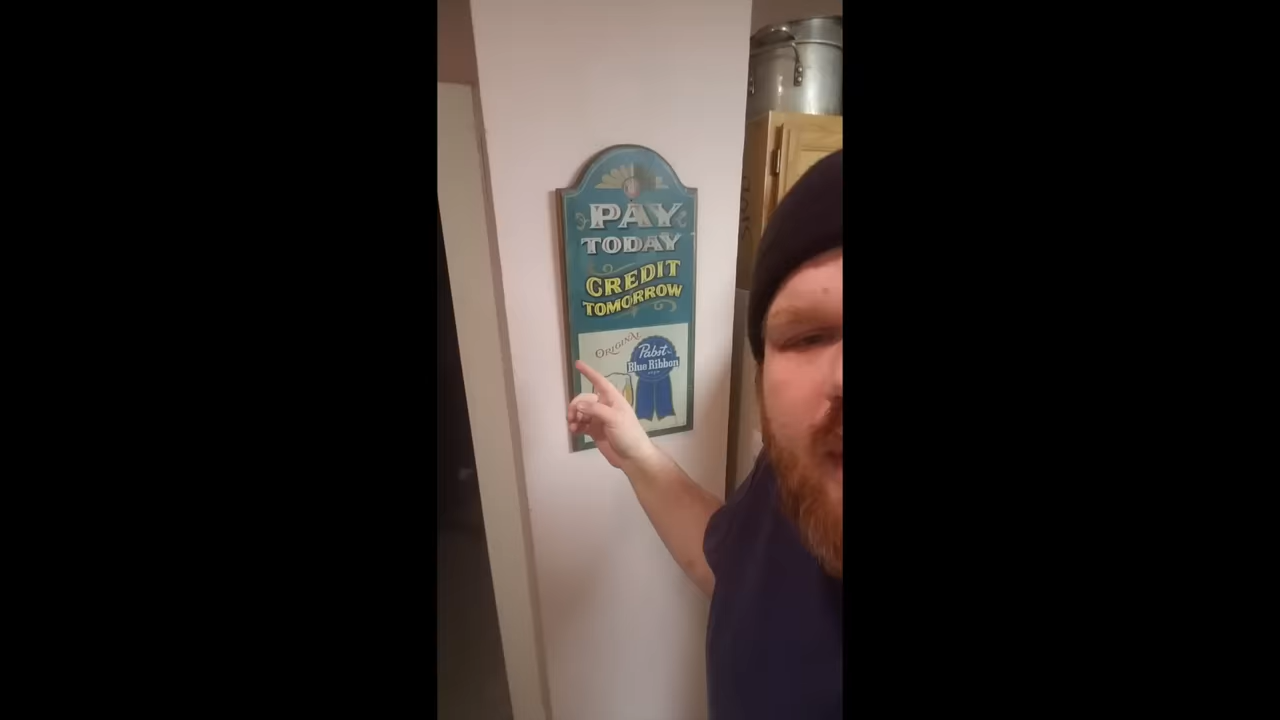 PAY
TODAY
CREDIT
TOMORROW
ORIGINAL
Pabst
Blue Ribbon